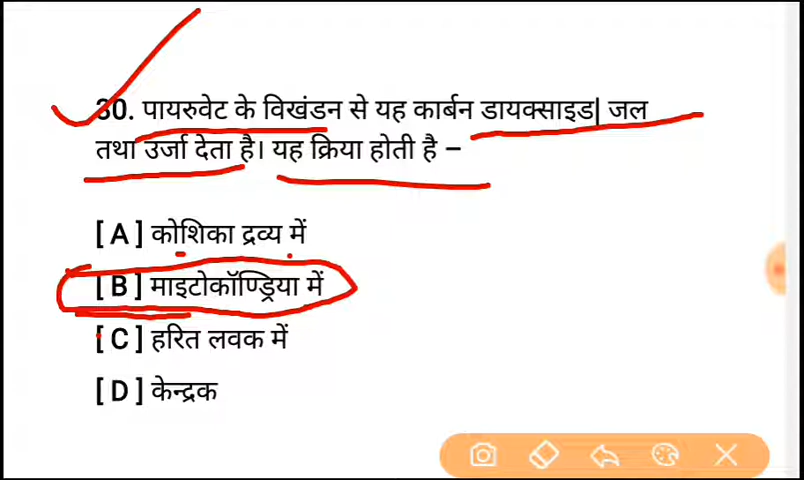 30. पायरुवेट के विखंडन से यह कार्बन डायक्साइड| जल
तथा उर्जा देता है। यह क्रिया होती है –
[ A ] कोशिका द्रव्य में
[ B ] माइटोकॉण्ड्रिया में
[ C ] हरित लवक में
[ D ] केन्द्रक